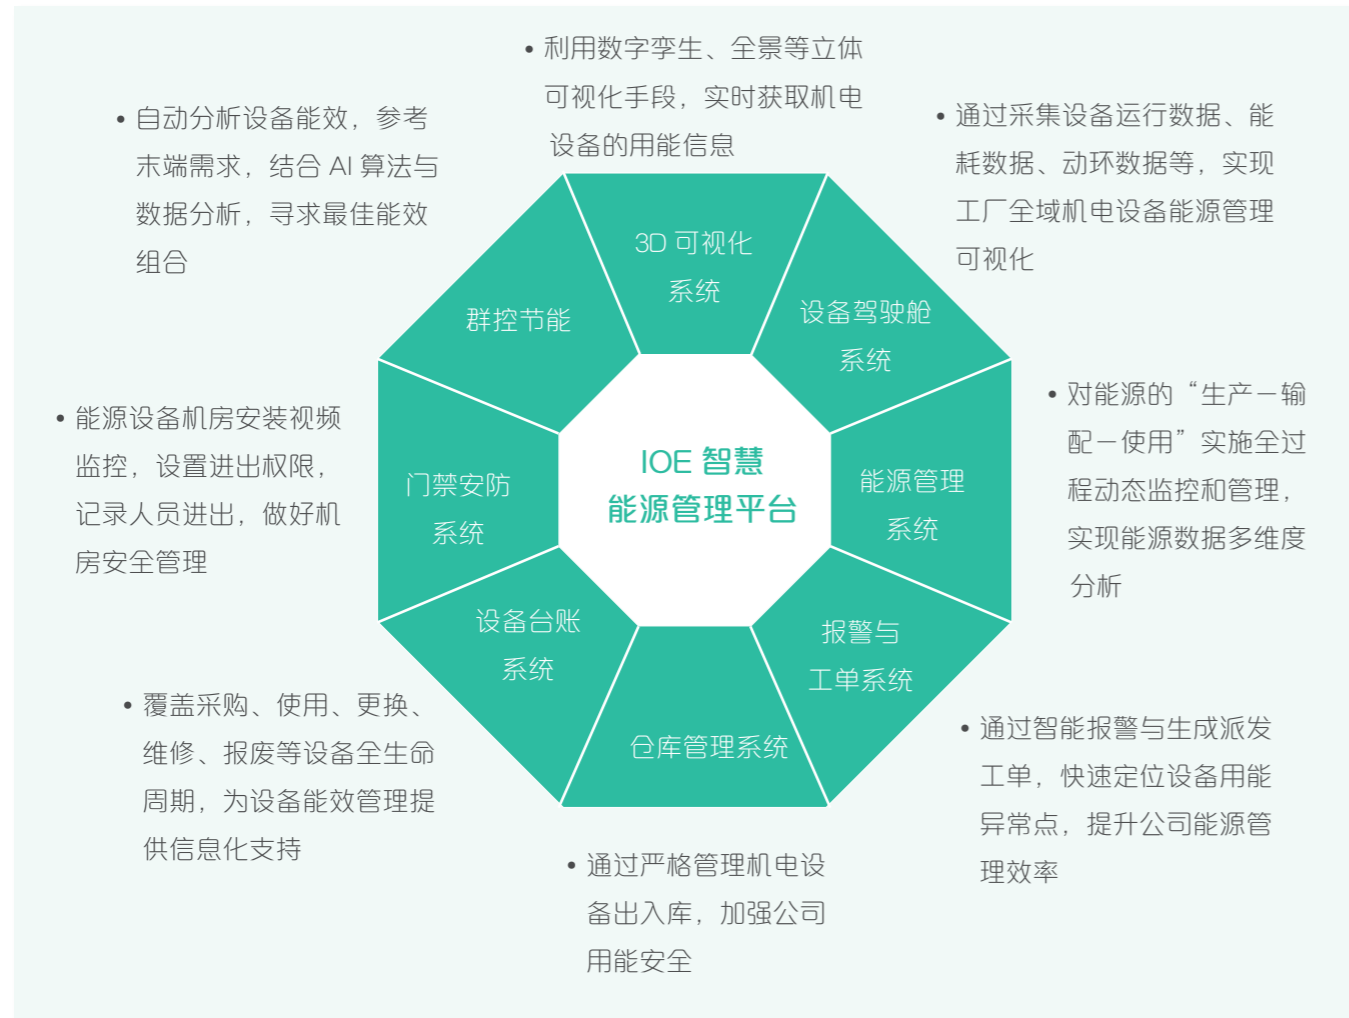 • 利用数字孪生、全景等立体
可视化手段，实时获取机电
设备的用能信息
• 通过采集设备运行数据、能
耗数据、动环数据等，实现
工厂全域机电设备能源管理
可视化
• 对能源的“生产－输
配－使用”实施全过
程动态监控和管理，
实现能源数据多维度
分析
• 通过智能报警与生成派发
工单，快速定位设备用能
异常点，提升公司能源管
理效率
• 通过严格管理机电设
备出入库，加强公司
用能安全
• 覆盖采购、使用、更换、
维修、报废等设备全生命
周期，为设备能效管理提
供信息化支持
• 能源设备机房安装视频
监控，设置进出权限，
记录人员进出，做好机
房安全管理
• 自动分析设备能效，参考
末端需求，结合 AI 算法与
数据分析，寻求最佳能效
组合
3D 可视化
系统
设备驾驶舱
系统
能源管理
系统
报警与
工单系统
仓库管理系统
设备台账
系统
门禁安防
系统
群控节能
IOE 智慧
能源管理平台